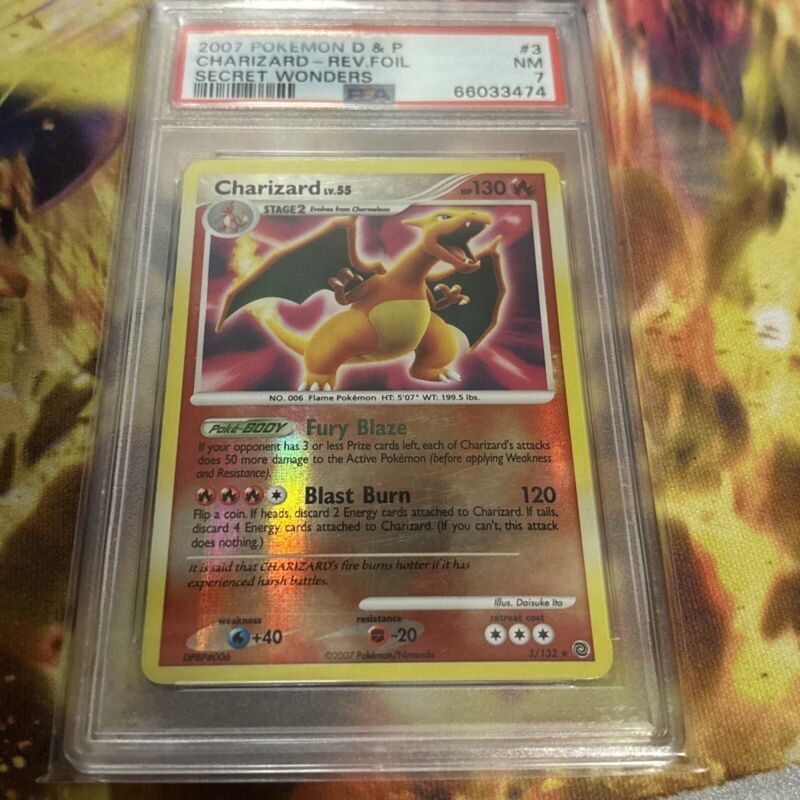 2007 POKEMON D & P #3
CHARIZARD - REV.FOIL NM
SECRET WONDERS 7
PSA 66033474
Charizard LV.55 HP130
STAGE2 Evolves from Charmeleon
NO. 006 Flame Pokémon HT: 5'07" WT: 199.5 lbs.
Poké-BODY Fury Blaze
If your opponent has 3 or less Prize cards left, each of Charizard's attacks
does 50 more damage to the Active Pokémon (before applying Weakness
and Resistance).
Blast Burn 120
Flip a coin. If heads, discard 2 Energy cards attached to Charizard. If tails,
discard 4 Energy cards attached to Charizard. (If you can't, this attack
does nothing.)
It is said that CHARIZARD's fire burns hotter if it has
experienced harsh battles.
Illus. Daisuke Ito
weakness resistance retreat cost
+40 -20
DPBP#006 ©2007 Pokémon/Nintendo 3/132 ★